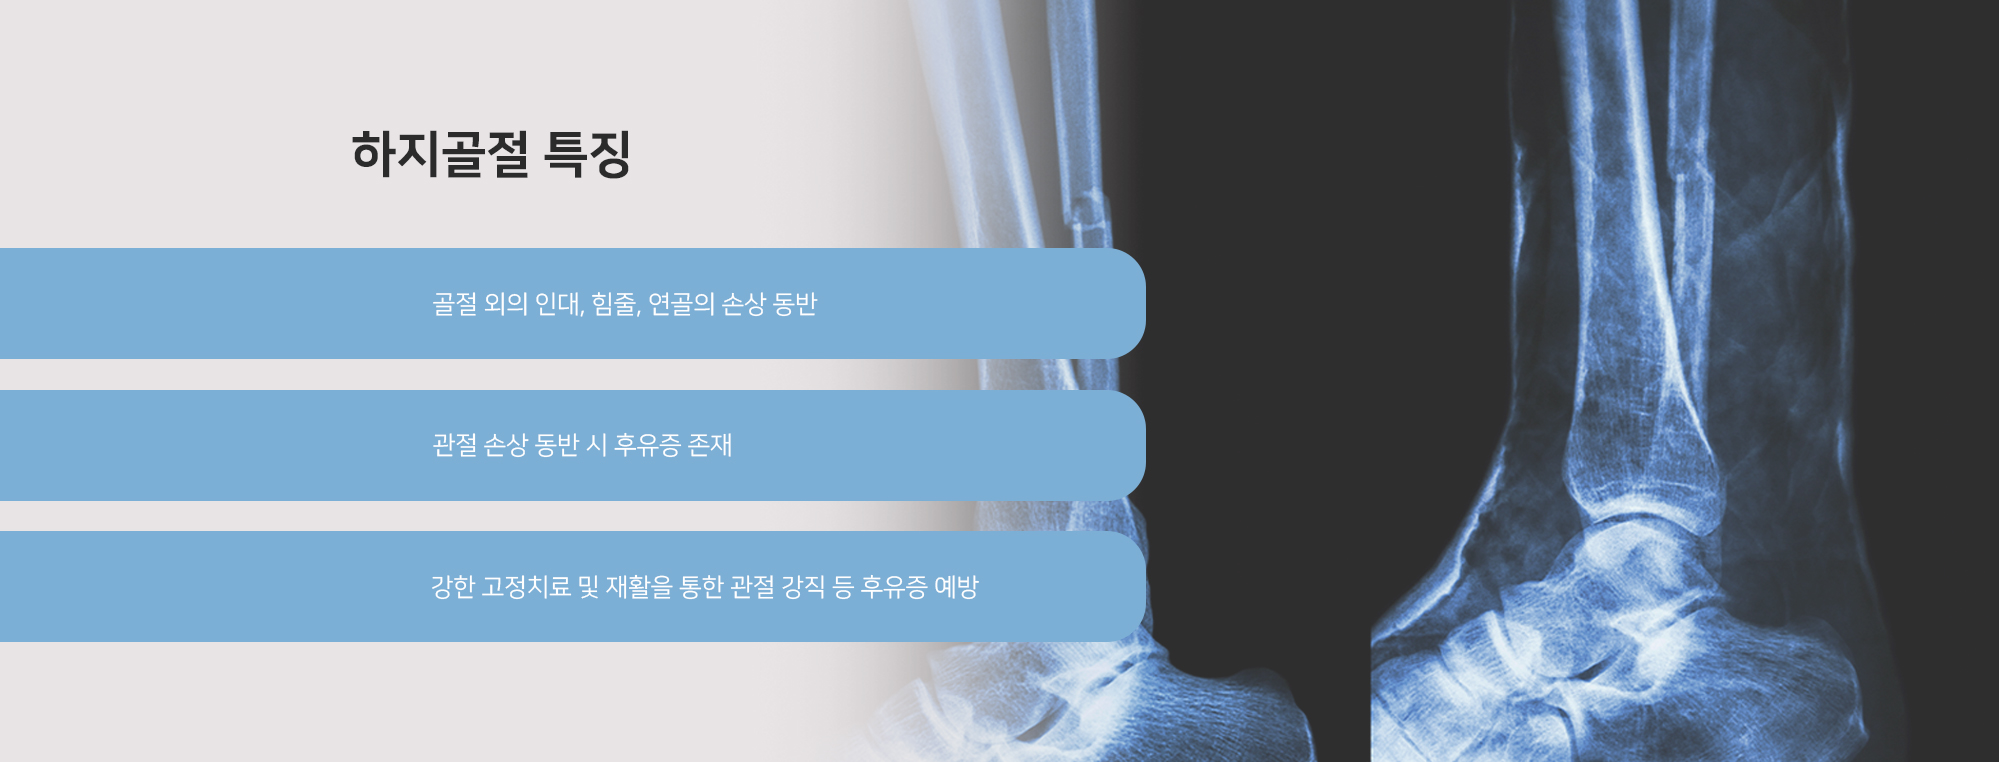 하지골절 특징
골절 외의 인대, 힘줄, 연골의 손상 동반
관절 손상 동반 시 후유증 존재
강한 고정치료 및 재활을 통한 관절 강직 등 후유증 예방